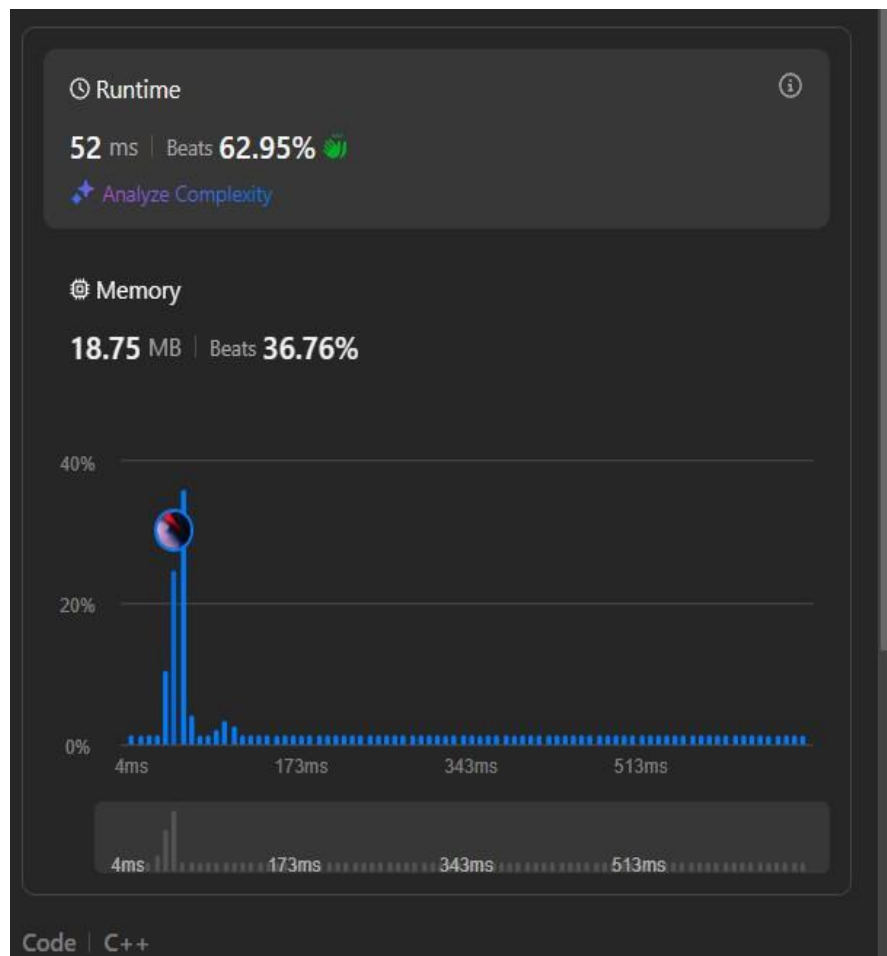 Runtime
52 ms | Beats 62.95%
Analyze Complexity
Memory
18.75 MB | Beats 36.76%
40%
20%
0%
4ms 173ms 343ms 513ms
4ms 173ms 343ms 513ms
Code | C++